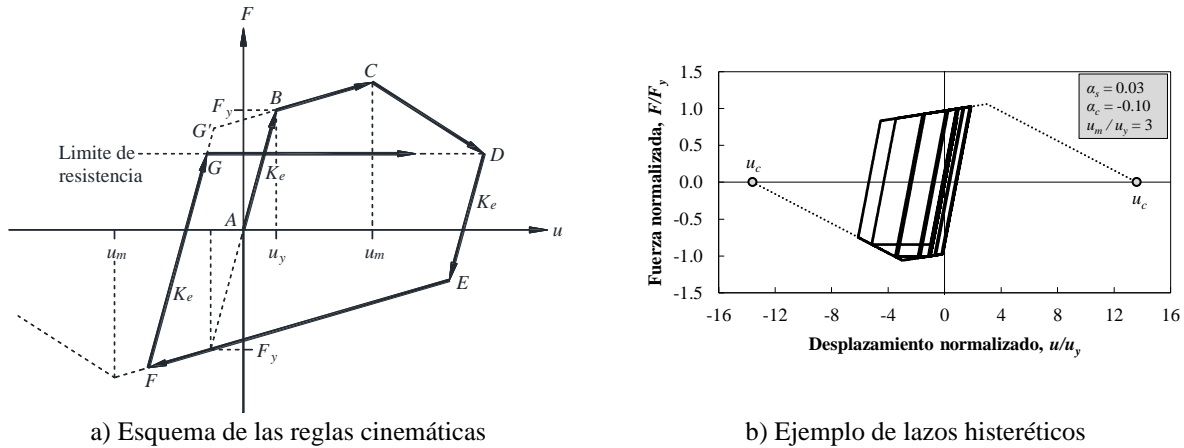 F
C
B
F_y
G'
Limite de
resistencia
G
D
K_e
K_e
A
u
u_m
u_y
u_m
K_e
E
F_y
F
a) Esquema de las reglas cinemáticas
1.5
1.0
0.5
0.0
-0.5
-1.0
-1.5
Fuerza normalizada, F/F_y
α_s = 0.03
α_c = -0.10
u_m / u_y = 3
u_c
u_c
-16 -12 -8 -4 0 4 8 12 16
Desplazamiento normalizado, u/u_y
b) Ejemplo de lazos histeréticos